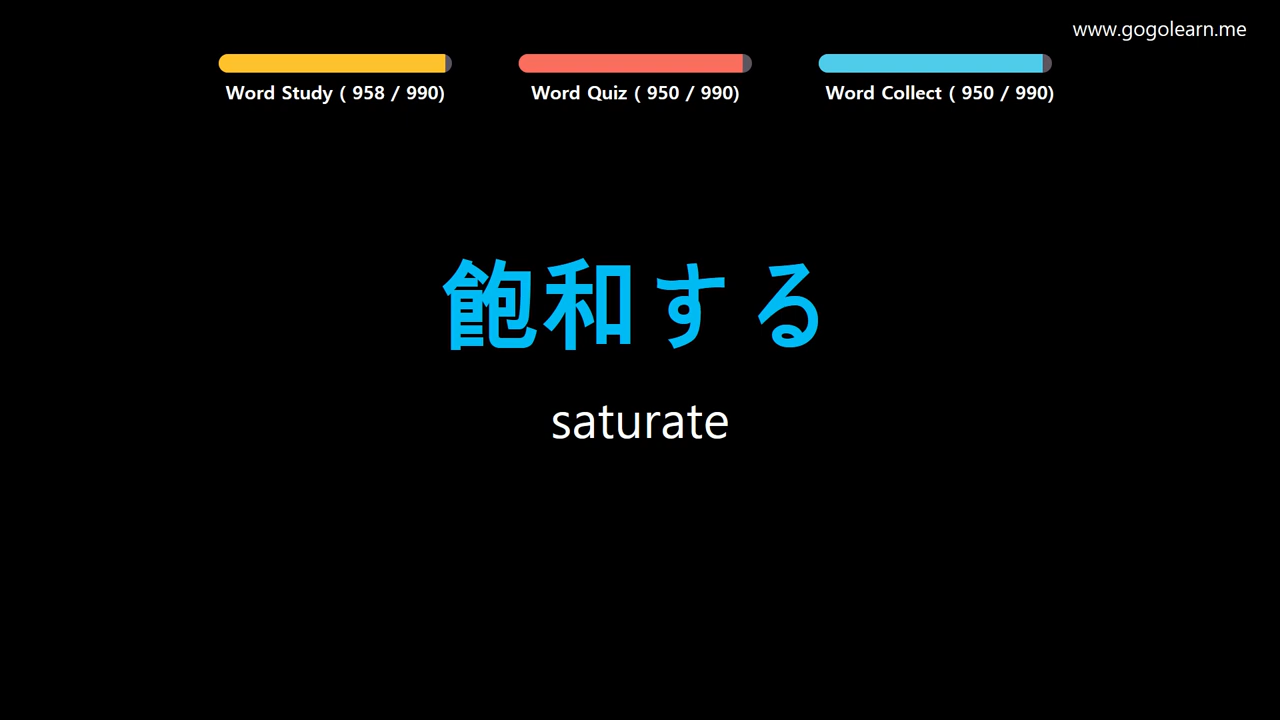 www.gogolearn.me
Word Study ( 958 / 990)
Word Quiz ( 950 / 990)
Word Collect ( 950 / 990)
飽和する
saturate